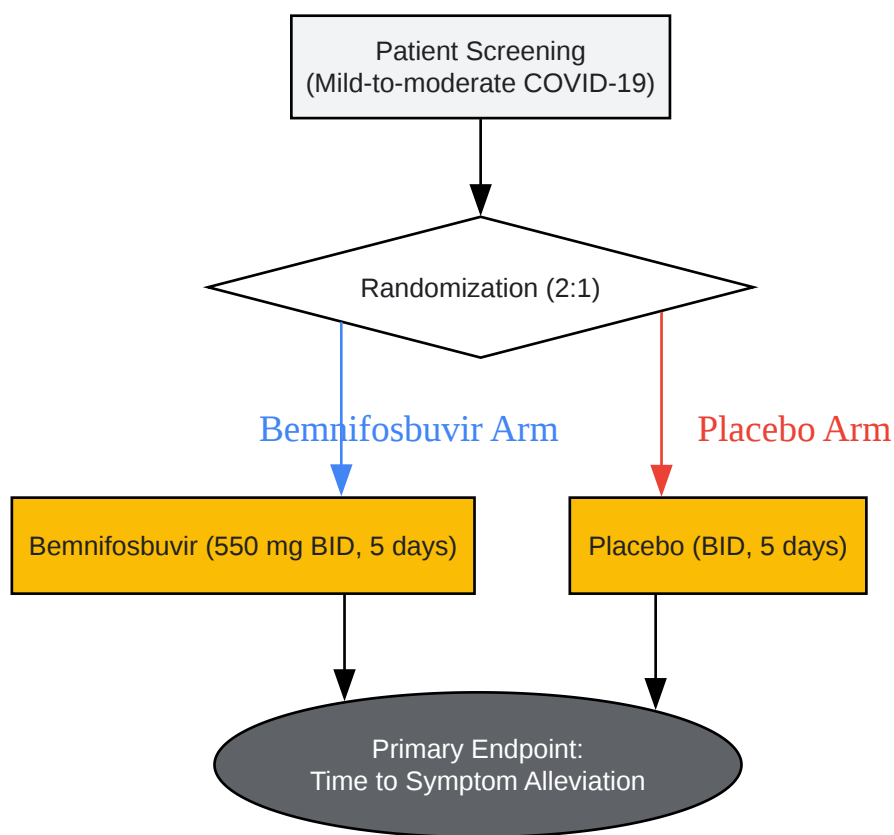 Patient Screening
(Mild-to-moderate COVID-19)
Randomization (2:1)
Bemnifosbuvir Arm
Placebo Arm
Bemnifosbuvir (550 mg BID, 5 days)
Placebo (BID, 5 days)
Primary Endpoint:
Time to Symptom Alleviation